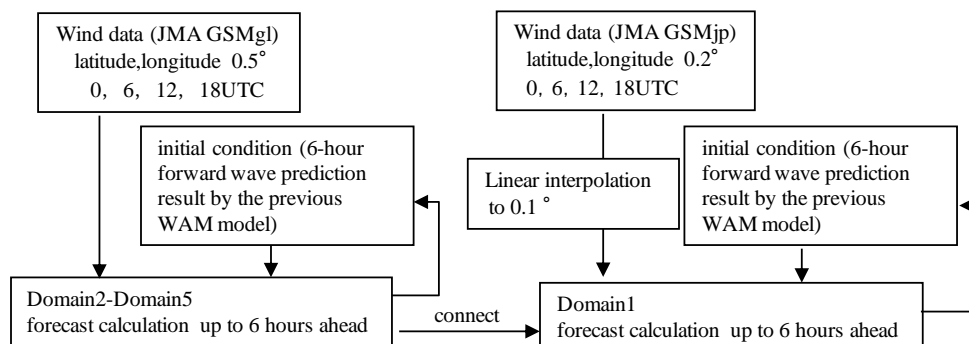 Wind data (JMA GSMgl)
latitude,longitude 0.5°
0, 6, 12, 18UTC
Wind data (JMA GSMjp)
latitude,longitude 0.2°
0, 6, 12, 18UTC
initial condition (6-hour
forward wave prediction
result by the previous
WAM model)
Linear interpolation
to 0.1 °
initial condition (6-hour
forward wave prediction
result by the previous
WAM model)
Domain2-Domain5
forecast calculation up to 6 hours ahead
connect
Domain1
forecast calculation up to 6 hours ahead